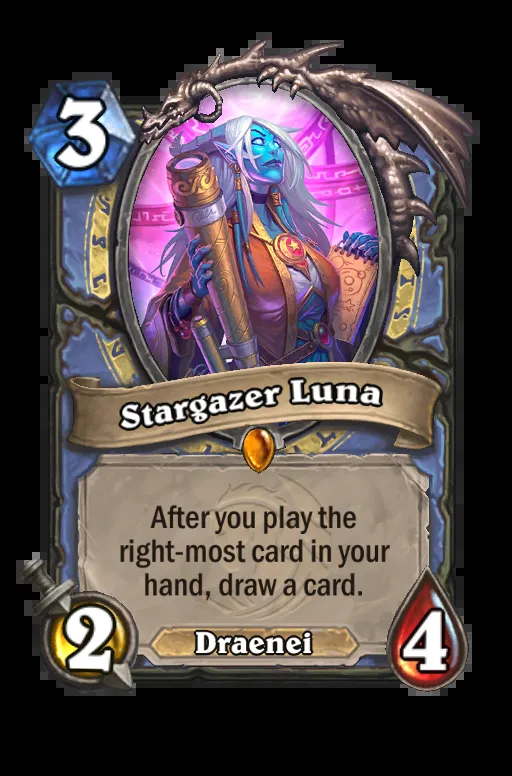 3
Stargazer Luna
After you play the
right-most card in your
hand, draw a card.
2
Draenei
4